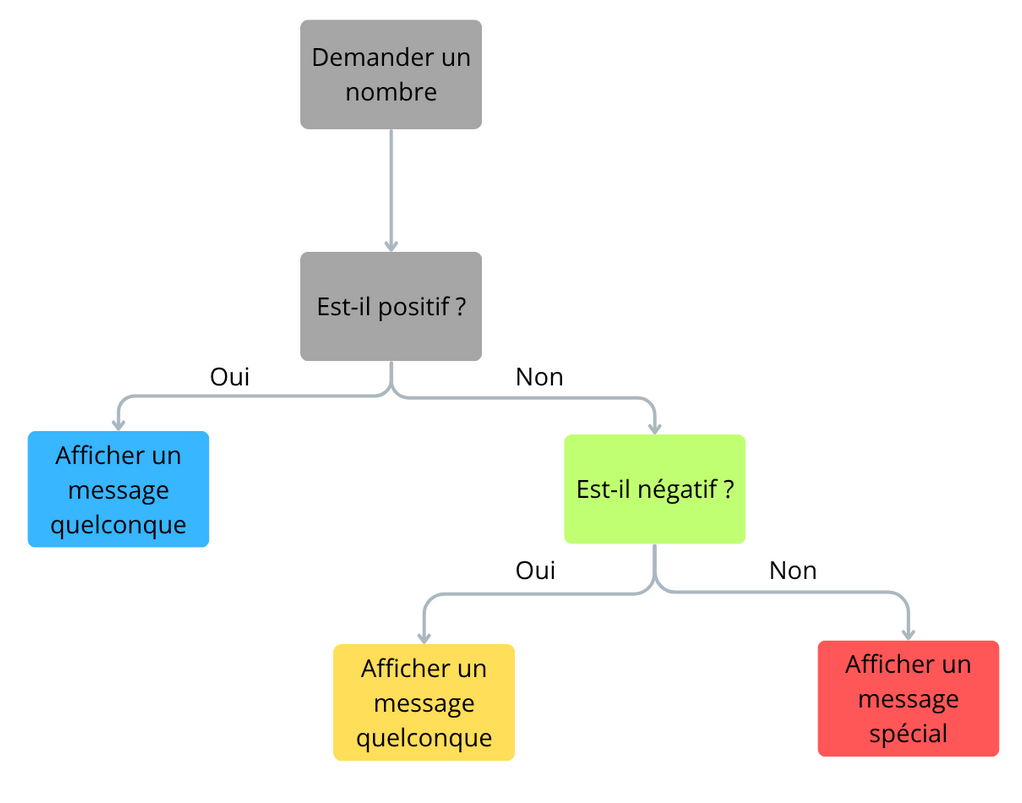 Demander un
nombre
Est-il positif ?
Oui
Non
Afficher un
message
quelconque
Est-il négatif ?
Oui
Non
Afficher un
message
quelconque
Afficher un
message
spécial